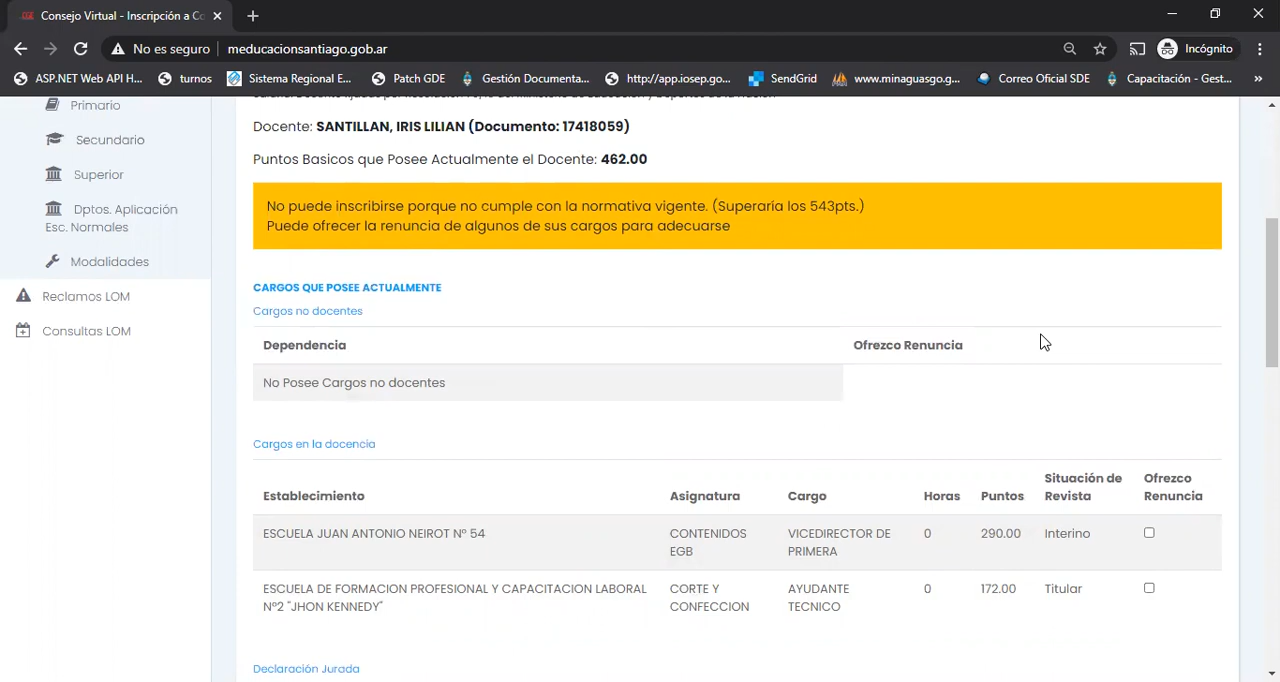 Consejo Virtual - Inscripción a Co
No es seguro
meducacionsantiago.gob.ar
Incógnito
ASP.NET Web API H...
turnos
Sistema Regional E...
Patch GDE
Gestión Documenta...
http://app.iosep.go...
SendGrid
www.minaguasgo.g...
Correo Oficial SDE
Capacitación - Gest...
»
Primario
Secundario
Superior
Dptos. Aplicación
Esc. Normales
Modalidades
Reclamos LOM
Consultas LOM
Docente: SANTILLAN, IRIS LILIAN (Documento: 17418059)
Puntos Basicos que Posee Actualmente el Docente: 462.00
No puede inscribirse porque no cumple con la normativa vigente. (Superaría los 543pts.)
Puede ofrecer la renuncia de algunos de sus cargos para adecuarse
CARGOS QUE POSEE ACTUALMENTE
Cargos no docentes
Dependencia
Ofrezco Renuncia
No Posee Cargos no docentes
Cargos en la docencia
Establecimiento
Asignatura
Cargo
Horas
Puntos
Situación de
Revista
Ofrezco
Renuncia
ESCUELA JUAN ANTONIO NEIROT Nº 54
CONTENIDOS
EGB
VICEDIRECTOR DE
PRIMERA
0
290.00
Interino
ESCUELA DE FORMACION PROFESIONAL Y CAPACITACION LABORAL
Nº2 "JHON KENNEDY"
CORTE Y
CONFECCION
AYUDANTE
TECNICO
0
172.00
Titular
Declaración Jurada